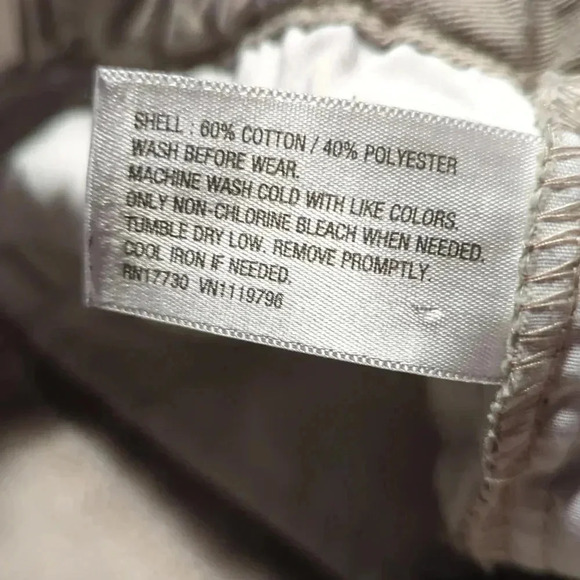 SHELL : 60% COTTON / 40% POLYESTER
WASH BEFORE WEAR.
MACHINE WASH COLD WITH LIKE COLORS.
ONLY NON-CHLORINE BLEACH WHEN NEEDED.
TUMBLE DRY LOW. REMOVE PROMPTLY.
COOL IRON IF NEEDED.
RN17730 VN1119796